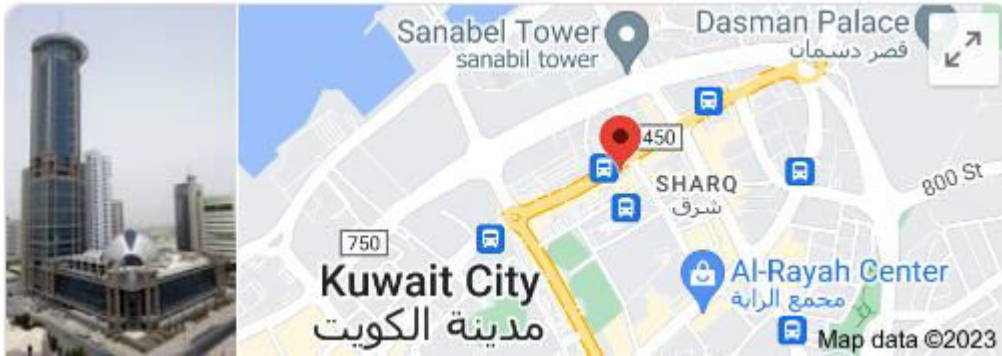 Sanabel Tower
sanabil tower
Dasman Palace
قصر دسمان
450
SHARQ
شرق
800 St
750
Kuwait City
مدينة الكويت
Al-Rayah Center
مجمع الراية
Map data ©2023